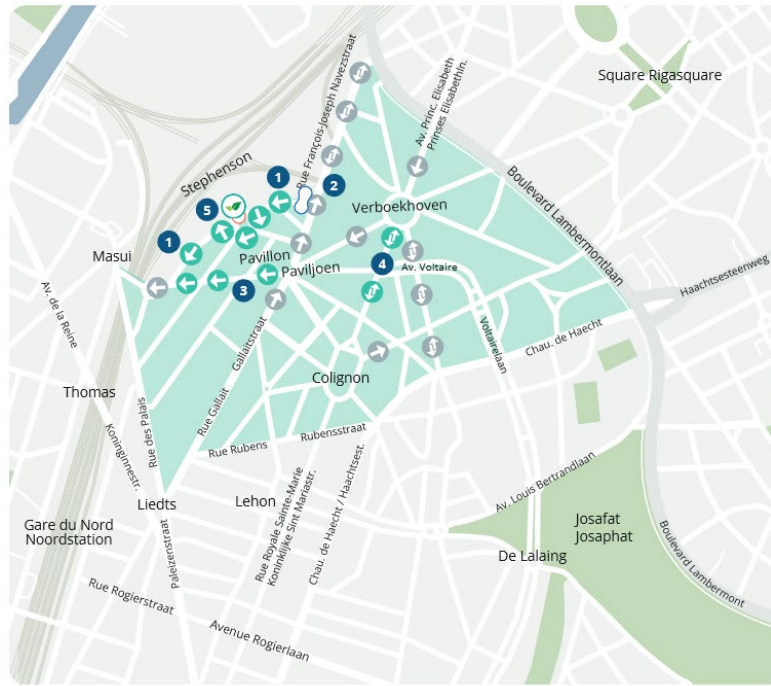 Square Rigasquare
Rue François-Joseph Navezstraat
Av. Princ. Elisabeth
Prinses Elisabethln.
Boulevard Lambermontlaan
Stephenson
1
2
5
Verboekhoven
1
Masui
Pavillon
Paviljoen
4
Av. Voltaire
Haachtsesteenweg
3
Av. de la Reine
Koninginnestr.
Gallaitstraat
Rue Gallait
Voltairelaan
Chau. de Haecht
Thomas
Colignon
Rue des Palais
Paleizenstraat
Rue Rubens
Rubensstraat
Liedts
Lehon
Rue Royale Sainte-Marie
Koninklijke Sint Mariastr.
Chau. de Haecht / Haachtsest.
Av. Louis Bertrandlaan
Gare du Nord
Noordstation
Josafat
Josaphat
De Lalaing
Boulevard Lambermont
Rue Rogierstraat
Avenue Rogierlaan